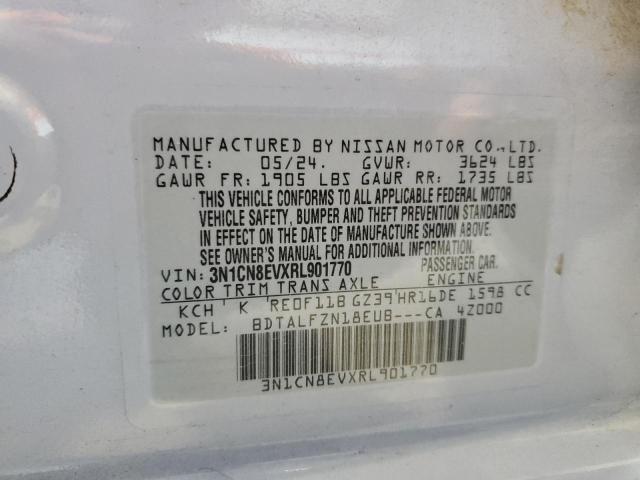 MANUFACTURED BY NISSAN MOTOR CO., LTD.
DATE: 05/24. GVWR: 3624 LBS
GAWR FR: 1905 LBS GAWR RR: 1735 LBS
THIS VEHICLE CONFORMS TO ALL APPLICABLE FEDERAL MOTOR
VEHICLE SAFETY, BUMPER AND THEFT PREVENTION STANDARDS
IN EFFECT ON THE DATE OF MANUFACTURE SHOWN ABOVE.
SEE OWNER'S MANUAL FOR ADDITIONAL INFORMATION.
VIN: 3N1CN8EVXRL901770 PASSENGER CAR.
COLOR TRIM TRANS AXLE ENGINE
KCH K RE0F11B GZ39 HR16DE 1598 CC
MODEL: BDTALFZN18EUB---CA 4Z000
3N1CN8EVXRL901770